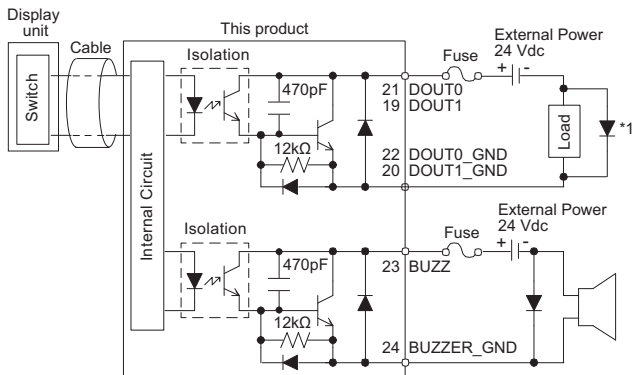 Display
unit
Cable
Switch
This product
Internal Circuit
Isolation
470pF
12kΩ
21 DOUT0
19 DOUT1
22 DOUT0_GND
20 DOUT1_GND
Fuse
External Power
24 Vdc
+ -
Load
*1
Isolation
470pF
12kΩ
23 BUZZ
24 BUZZER_GND
Fuse
External Power
24 Vdc
+ -